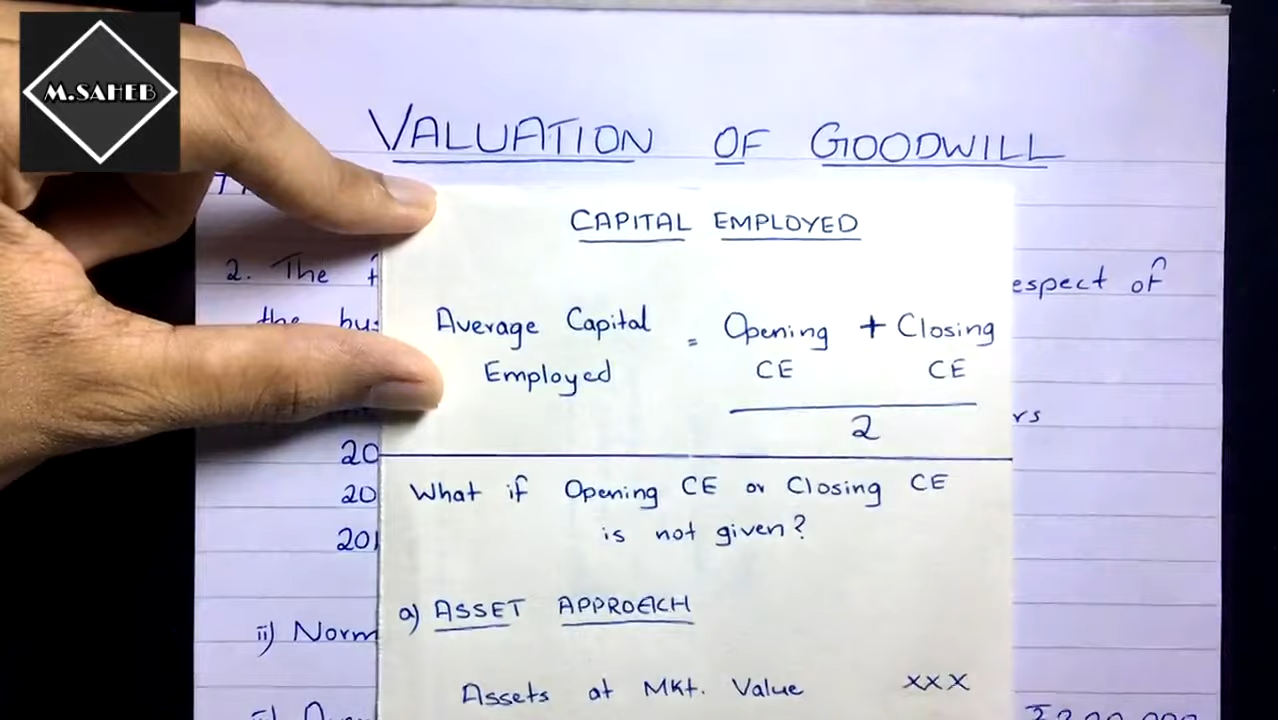 M.SAHEB
VALUATION OF GOODWILL
CAPITAL EMPLOYED
2. The
espect of
the
Average Capital = Opening + Closing
Employed CE CE
2
rs
20
What if Opening CE or Closing CE
20
is not given?
201
a) ASSET APPROACH
ii) Norm
Assets at Mkt. Value xxx